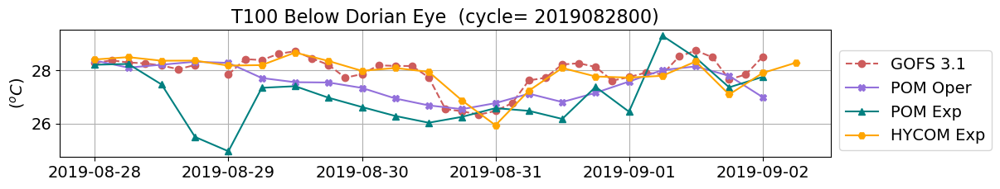 T100 Below Dorian Eye (cycle= 2019082800)
(°C)
28
26
2019-08-28 2019-08-29 2019-08-30 2019-08-31 2019-09-01 2019-09-02
GOFS 3.1
POM Oper
POM Exp
HYCOM Exp